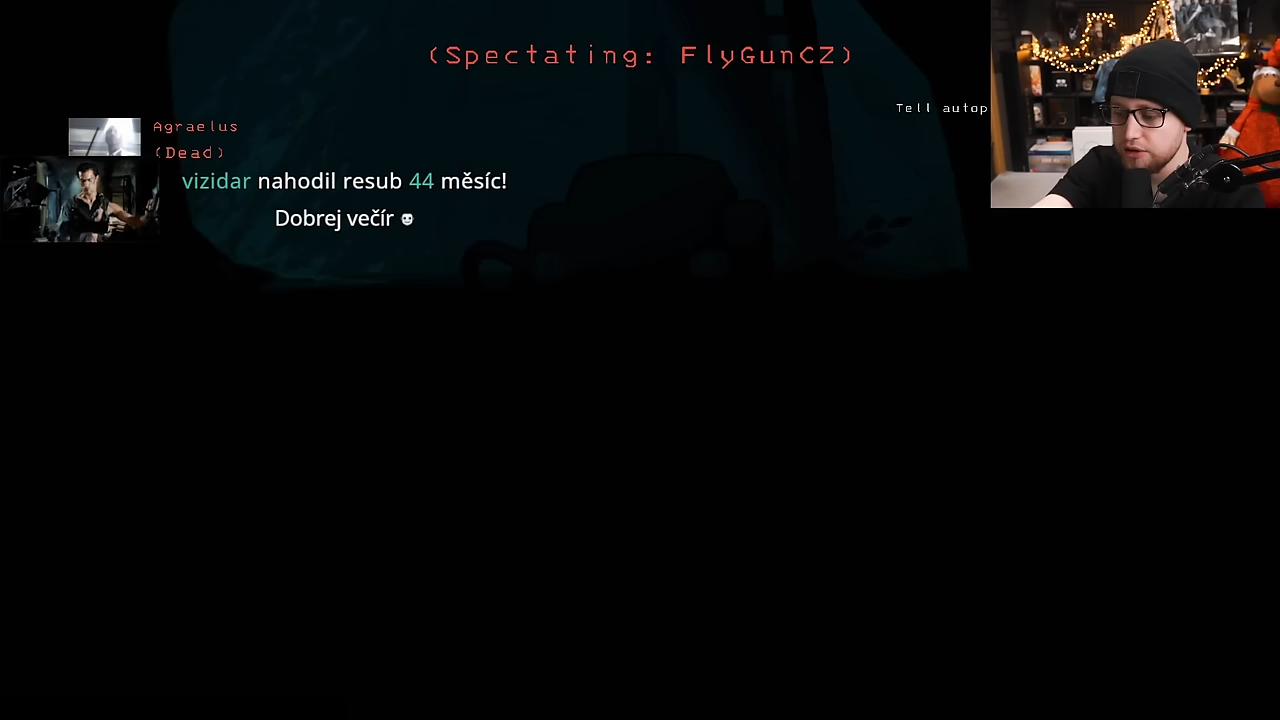 (Spectating: FlyGunCZ)
Tell autop
Agraelus
(Dead)
vizidar nahodil resub 44 měsíc!
Dobrej večír